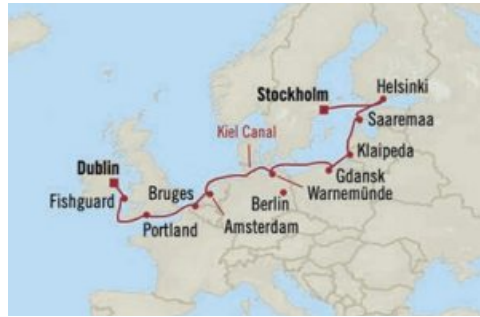 Helsinki
Stockholm
Saaremaa
Kiel Canal
Klaipeda
Dublin
Gdansk
Bruges
Warnemünde
Fishguard
Berlin
Amsterdam
Portland